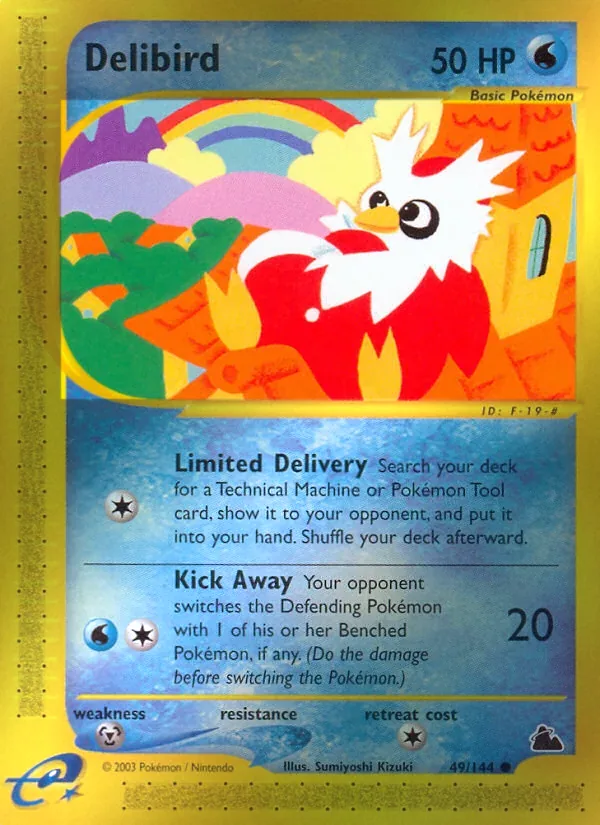 Delibird 50 HP
Basic Pokémon
ID: F-19-#
Limited Delivery Search your deck
for a Technical Machine or Pokémon Tool
card, show it to your opponent, and put it
into your hand. Shuffle your deck afterward.
Kick Away Your opponent
switches the Defending Pokémon
with 1 of his or her Benched
Pokémon, if any. (Do the damage
before switching the Pokémon.)
20
weakness resistance retreat cost
© 2003 Pokémon / Nintendo Illus. Sumiyoshi Kizuki 49/144
e